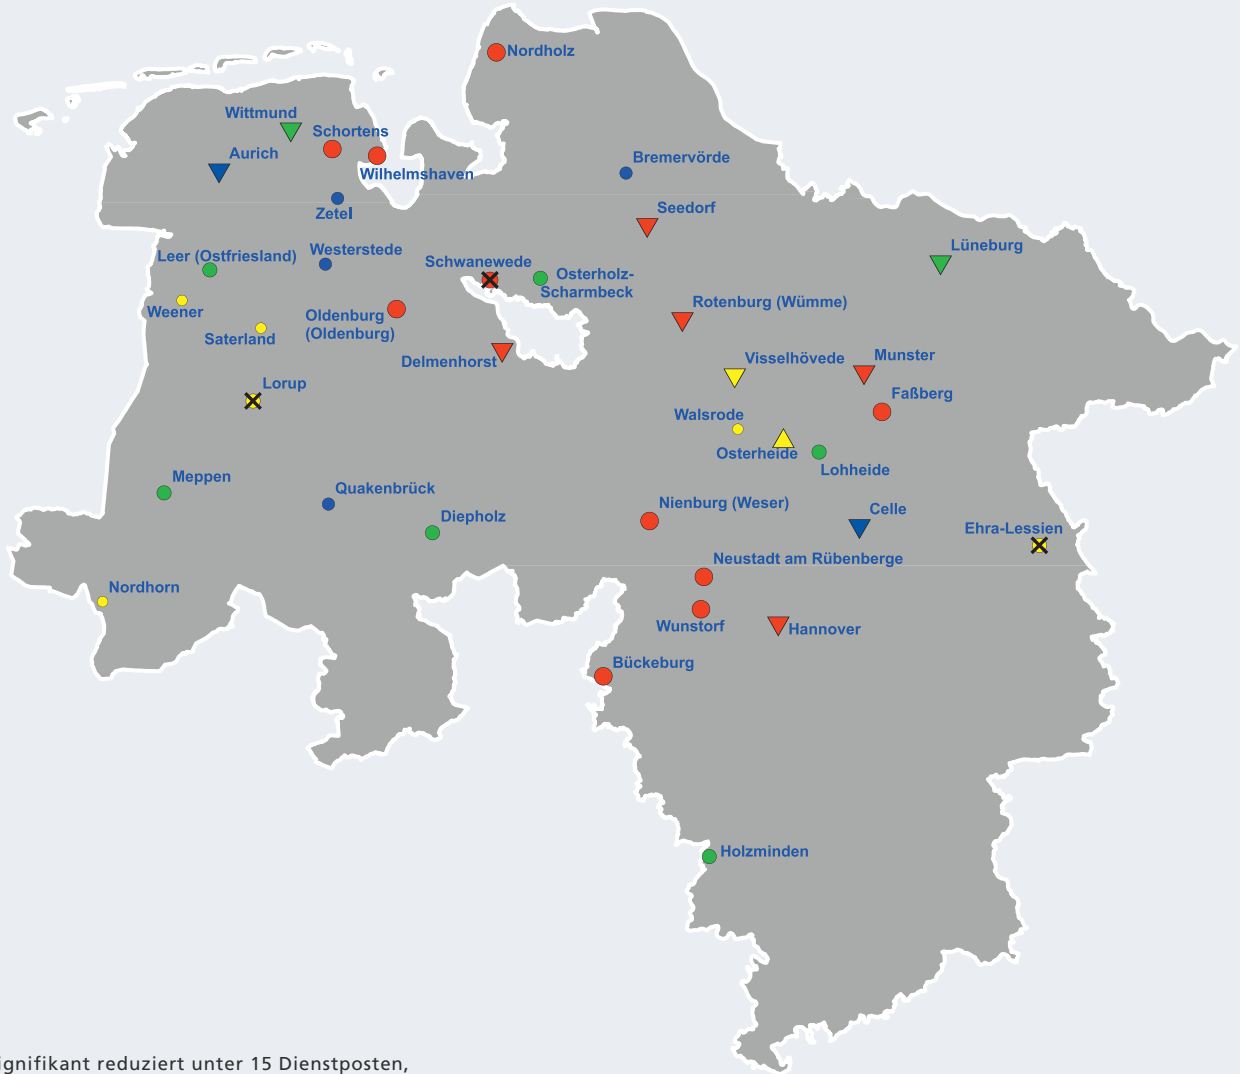 Nordholz
Wittmund
Schortens
Aurich
Wilhelmshaven
Bremervörde
Zetel
Seedorf
Leer (Ostfriesland)
Westerstede
Schwanewede
Osterholz-
Scharmbeck
Lüneburg
Weener
Oldenburg
(Oldenburg)
Rotenburg (Wümme)
Saterland
Delmenhorst
Visselhövede
Munster
Lorup
Faßberg
Walsrode
Osterheide
Lohheide
Meppen
Quakenbrück
Diepholz
Nienburg (Weser)
Celle
Ehra-Lessien
Neustadt am Rübenberge
Nordhorn
Wunstorf
Hannover
Bückeburg
Holzminden
ignifikant reduziert unter 15 Dienstposten,